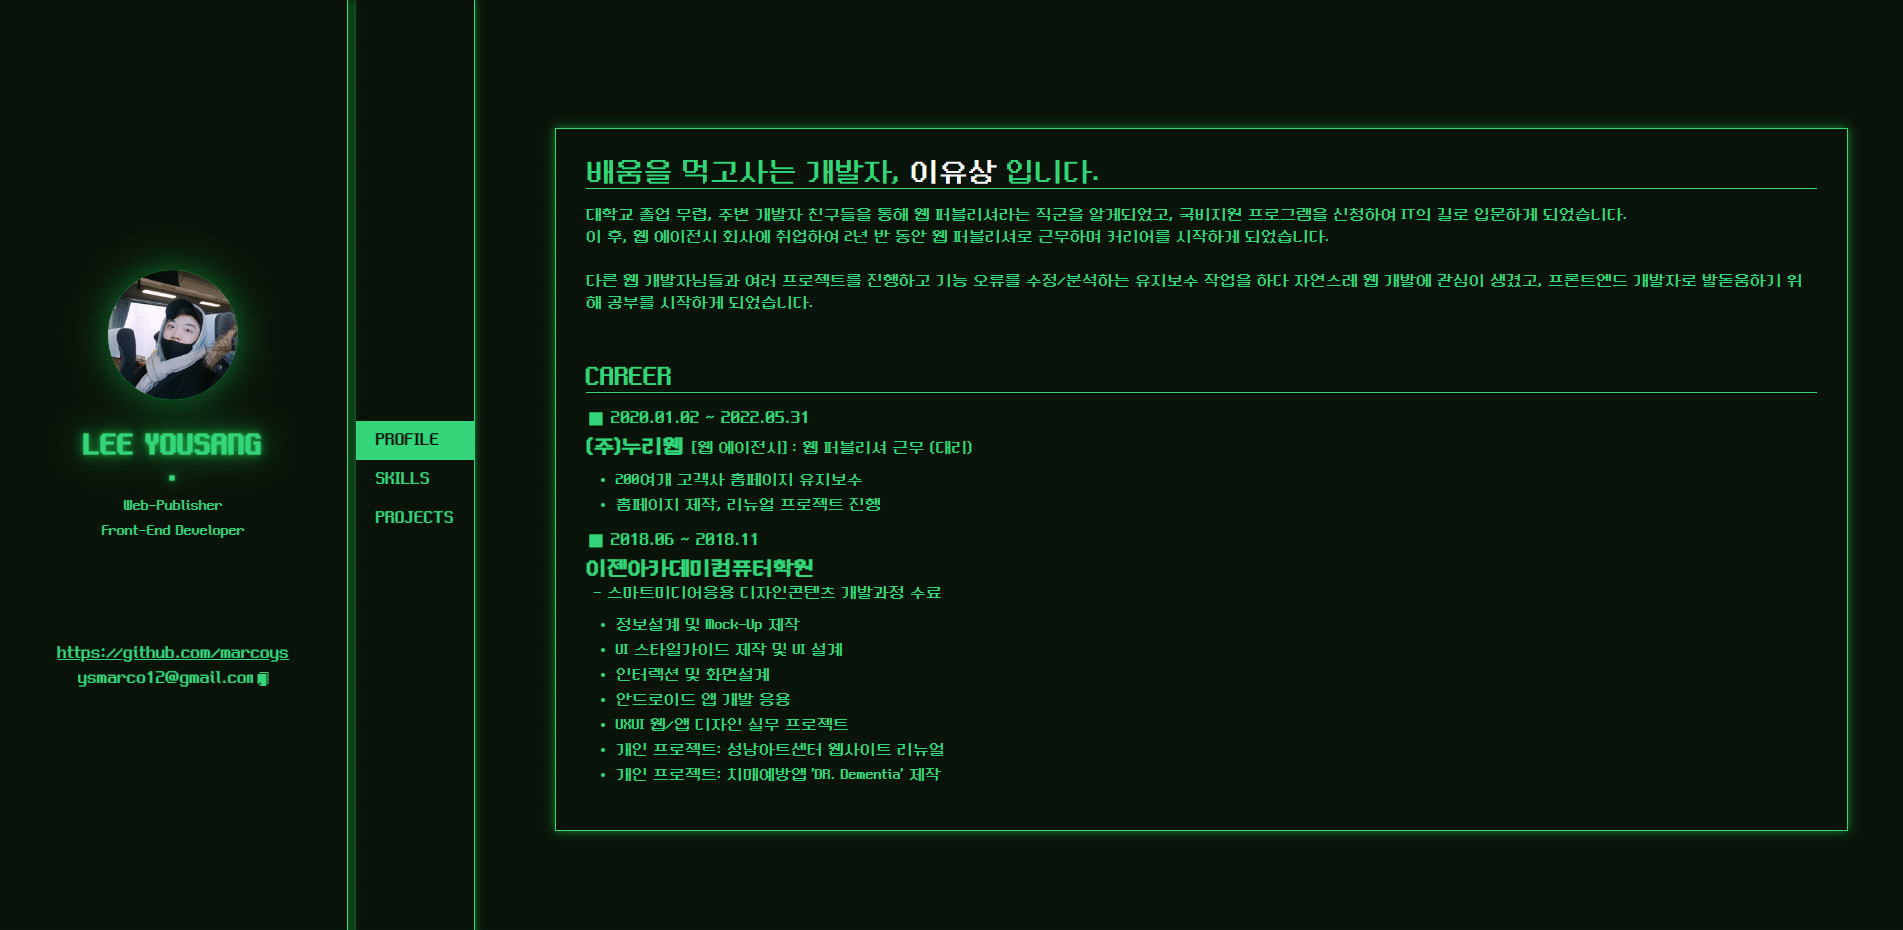 LEE YOUSANG
Web-Publisher
Front-End Developer
https://github.com/marcoys
ysmarco12@gmail.com
PROFILE
SKILLS
PROJECTS
배움을 먹고사는 개발자, 이유상 입니다.
대학교 졸업 무렵, 주변 개발자 친구들을 통해 웹 퍼블리셔라는 직군을 알게되었고, 국비지원 프로그램을 신청하여 IT의 길로 입문하게 되었습니다.
이 후, 웹 에이전시 회사에 취업하여 2년 반 동안 웹 퍼블리셔로 근무하며 커리어를 시작하게 되었습니다.
다른 웹 개발자님들과 여러 프로젝트를 진행하고 기능 오류를 수정/분석하는 유지보수 작업을 하다 자연스레 웹 개발에 관심이 생겼고, 프론트엔드 개발자로 발돋움하기 위
해 공부를 시작하게 되었습니다.
CAREER
■ 2020.01.02 ~ 2022.05.31
(주)누리웹 [웹 에이전시] : 웹 퍼블리셔 근무 (대리)
• 200여개 고객사 홈페이지 유지보수
• 홈페이지 제작, 리뉴얼 프로젝트 진행
■ 2018.06 ~ 2018.11
이젠아카데미컴퓨터학원
- 스마트미디어응용 디자인콘텐츠 개발과정 수료
• 정보설계 및 Mock-Up 제작
• UI 스타일가이드 제작 및 UI 설계
• 인터렉션 및 화면설계
• 안드로이드 앱 개발 응용
• UXUI 웹/앱 디자인 실무 프로젝트
• 개인 프로젝트: 성남아트센터 웹사이트 리뉴얼
• 개인 프로젝트: 치매예방앱 'DR. Dementia' 제작